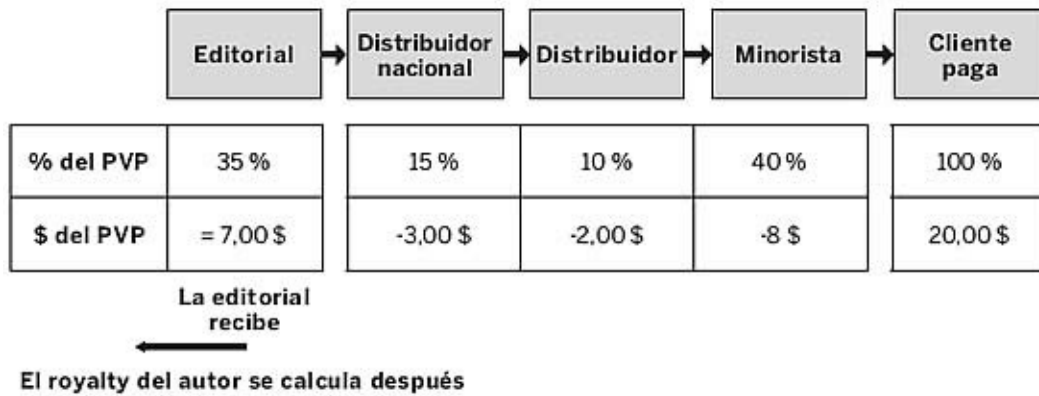 Editorial
Distribuidor
nacional
Distribuidor
Minorista
Cliente
paga
% del PVP 35 % 15 % 10 % 40 % 100 %
$ del PVP = 7,00 $ -3,00 $ -2,00 $ -8 $ 20,00 $
La editorial
recibe
El royalty del autor se calcula después